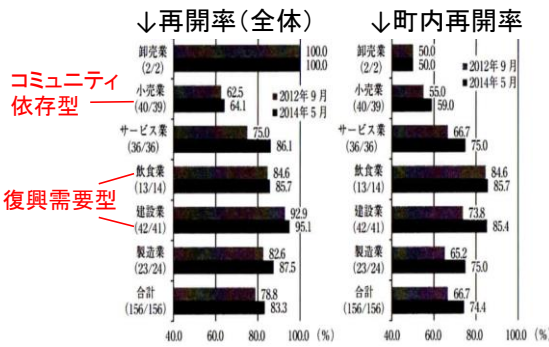 ↓再開率(全体)
↓町内再開率
コミュニティ
依存型
復興需要型
卸売業
(2/2)
100.0
100.0
小売業
(40/39)
62.5
64.1
サービス業
(36/36)
75.0
86.1
飲食業
(13/14)
84.6
85.7
建設業
(42/41)
92.9
95.1
製造業
(23/24)
82.6
87.5
合計
(156/156)
78.8
83.3
2012年9月
2014年5月
40.0 60.0 80.0 100.0 (%)
卸売業
(2/2)
50.0
50.0
小売業
(40/39)
55.0
59.0
サービス業
(36/36)
66.7
75.0
飲食業
(13/14)
84.6
85.7
建設業
(42/41)
73.8
85.4
製造業
(23/24)
65.2
75.0
合計
(156/156)
66.7
74.4
2012年9月
2014年5月
40.0 60.0 80.0 100.0 (%)